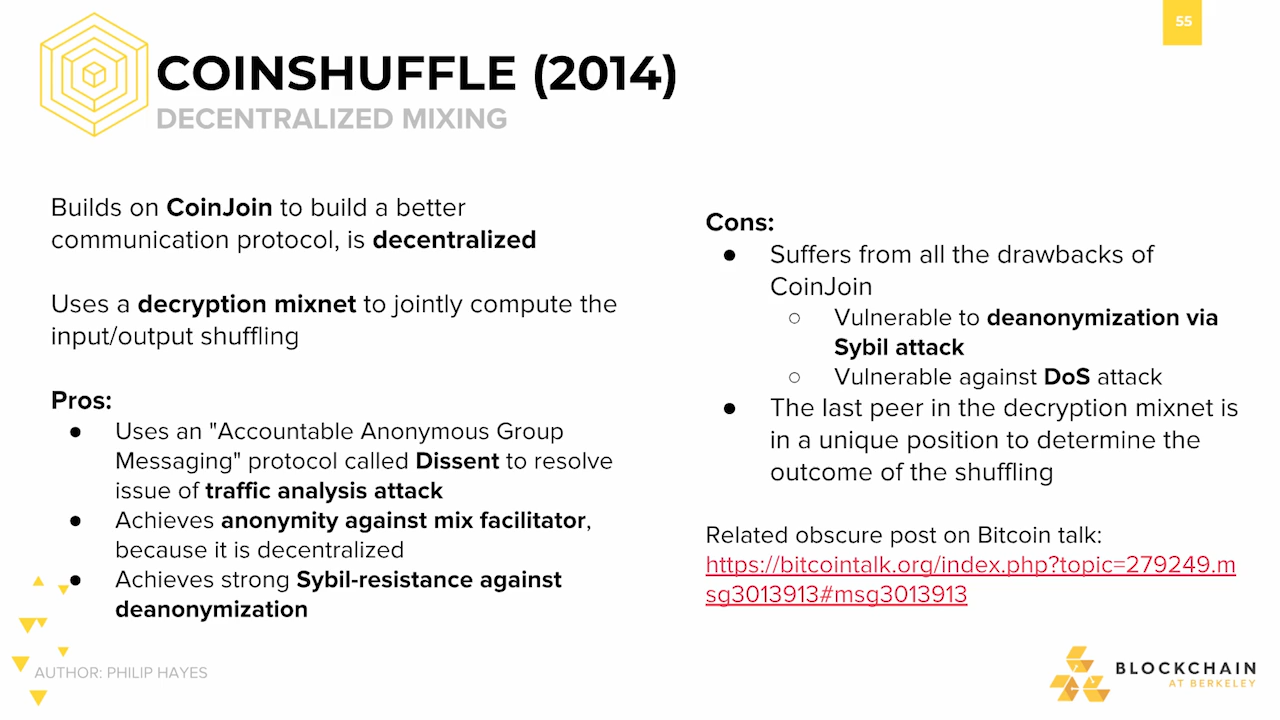 55
COINSHUFFLE (2014)
DECENTRALIZED MIXING
Builds on CoinJoin to build a better
communication protocol, is decentralized
Uses a decryption mixnet to jointly compute the
input/output shuffling
Pros:
● Uses an "Accountable Anonymous Group
Messaging" protocol called Dissent to resolve
issue of traffic analysis attack
● Achieves anonymity against mix facilitator,
because it is decentralized
● Achieves strong Sybil-resistance against
deanonymization
Cons:
● Suffers from all the drawbacks of
CoinJoin
○ Vulnerable to deanonymization via
Sybil attack
○ Vulnerable against DoS attack
● The last peer in the decryption mixnet is
in a unique position to determine the
outcome of the shuffling
Related obscure post on Bitcoin talk:
https://bitcointalk.org/index.php?topic=279249.m
sg3013913#msg3013913
AUTHOR: PHILIP HAYES
BLOCKCHAIN
AT BERKELEY